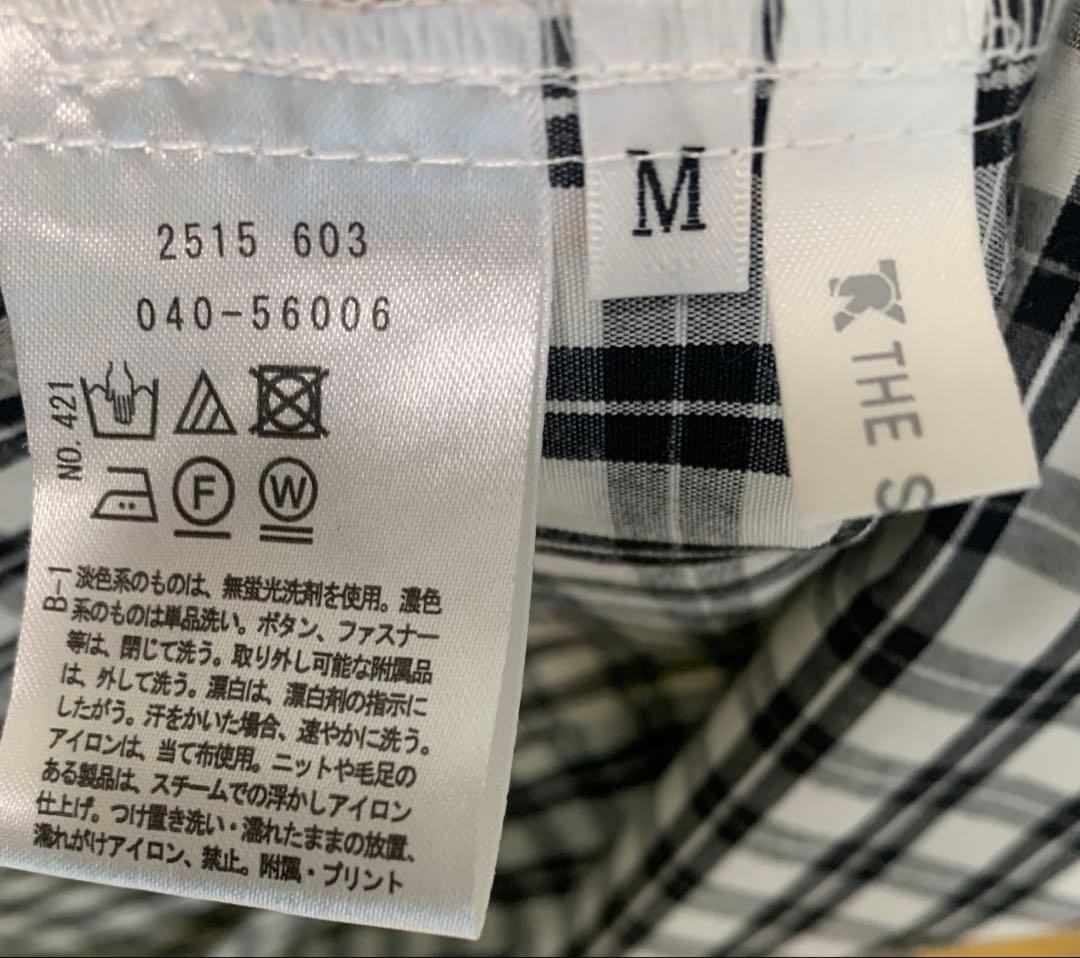 2515 603
040-56006
NO. 421
F W
B-1
淡色系のものは、無蛍光洗剤を使用。濃色
系のものは単品洗い。ボタン、ファスナー
等は、閉じて洗う。取り外し可能な附属品
は、外して洗う。漂白は、漂白剤の指示に
したがう。汗をかいた場合、速やかに洗う。
アイロンは、当て布使用。ニットや毛足の
ある製品は、スチームでの浮かしアイロン
仕上げ。つけ置き洗い・濡れたままの放置、
濡れがけアイロン、禁止。附属・プリント
M
THE S